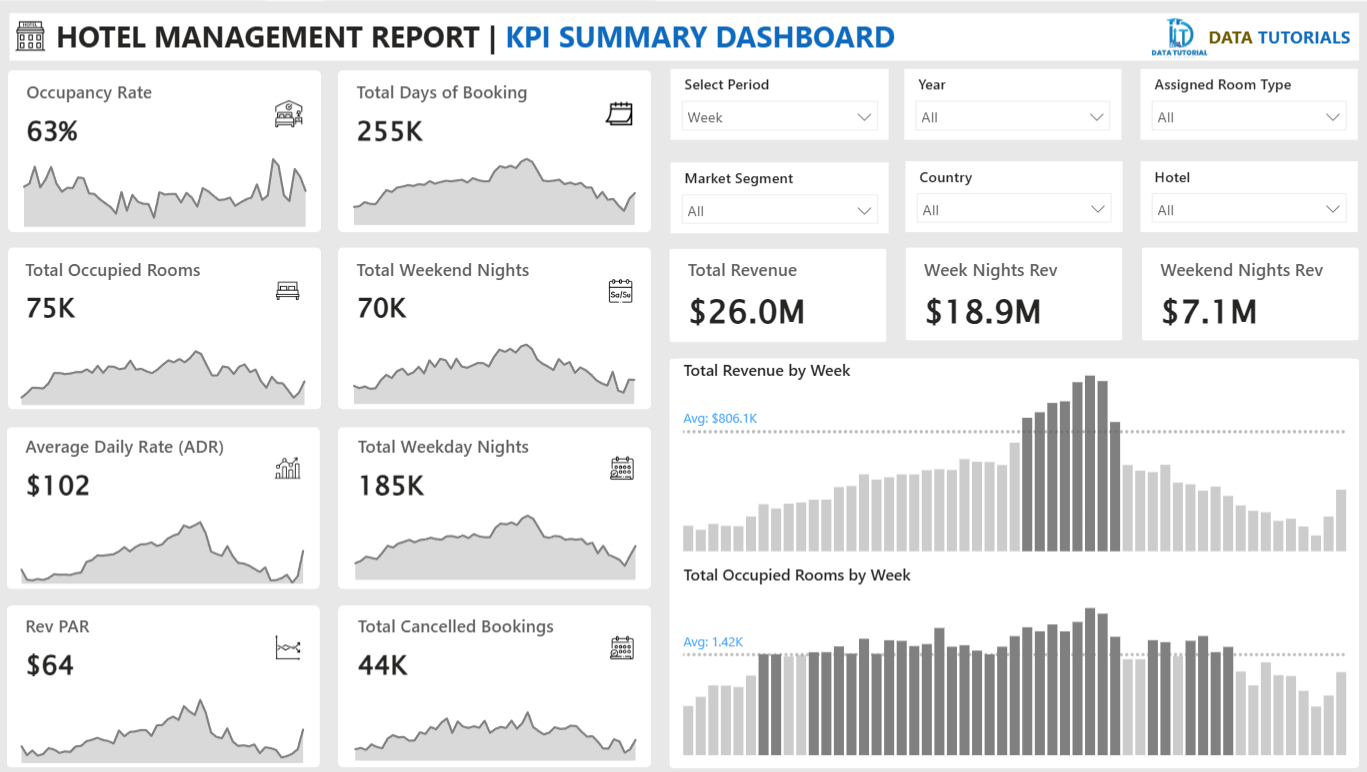 HOTEL
HOTEL MANAGEMENT REPORT | KPI SUMMARY DASHBOARD
DATA TUTORIAL
DATA TUTORIALS
Occupancy Rate
63%
Total Days of Booking
255K
Select Period
Week
Year
All
Assigned Room Type
All
Market Segment
All
Country
All
Hotel
All
Total Occupied Rooms
75K
Total Weekend Nights
70K
Sa/Su
Total Revenue
$26.0M
Week Nights Rev
$18.9M
Weekend Nights Rev
$7.1M
Average Daily Rate (ADR)
$102
Total Weekday Nights
185K
Total Revenue by Week
Avg: $806.1K
Rev PAR
$64
Total Cancelled Bookings
44K
Total Occupied Rooms by Week
Avg: 1.42K